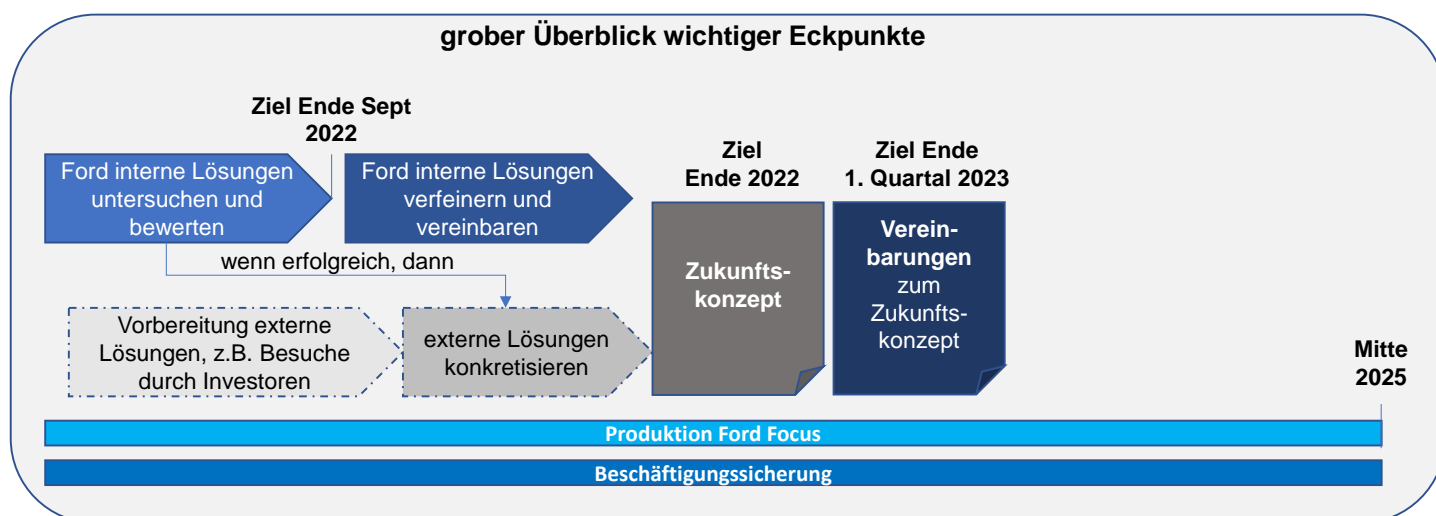 grober Überblick wichtiger Eckpunkte
Ziel Ende Sept
2022
Ford interne Lösungen
untersuchen und
bewerten
Ford interne Lösungen
verfeinern und
vereinbaren
Ziel
Ende 2022
Ziel Ende
1. Quartal 2023
wenn erfolgreich, dann
Vorbereitung externe
Lösungen, z.B. Besuche
durch Investoren
externe Lösungen
konkretisieren
Zukunfts-
konzept
Verein-
barungen
zum
Zukunfts-
konzept
Mitte
2025
Produktion Ford Focus
Beschäftigungssicherung